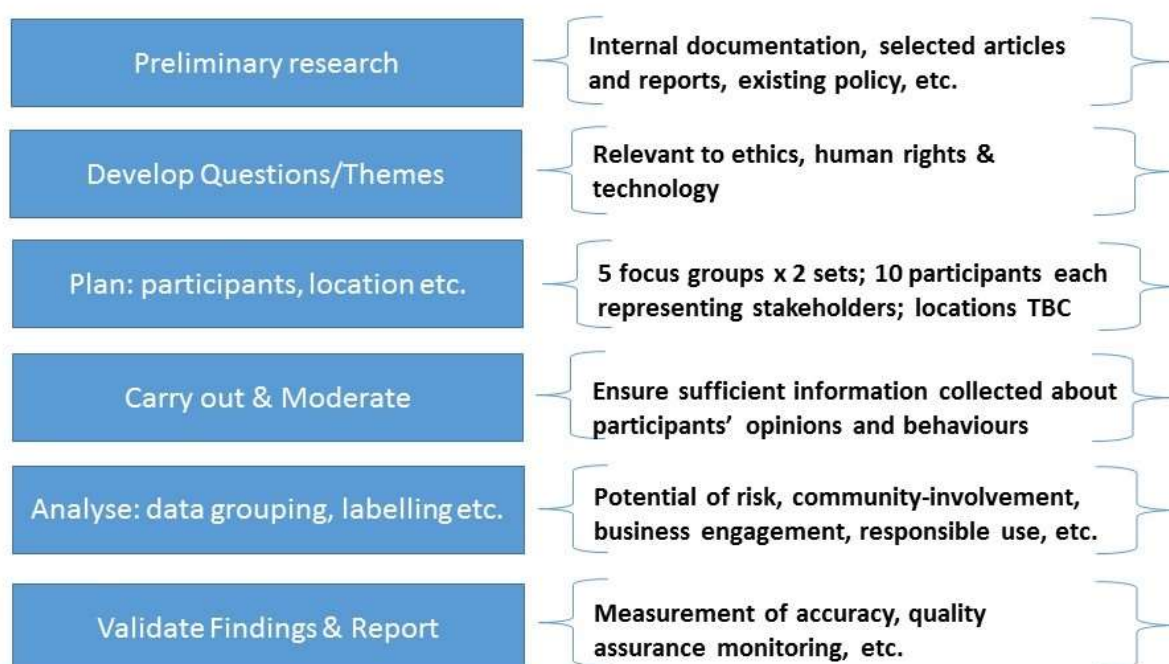 Preliminary research
Internal documentation, selected articles
and reports, existing policy, etc.
Develop Questions/Themes
Relevant to ethics, human rights &
technology
Plan: participants, location etc.
5 focus groups x 2 sets; 10 participants each
representing stakeholders; locations TBC
Carry out & Moderate
Ensure sufficient information collected about
participants’ opinions and behaviours
Analyse: data grouping, labelling etc.
Potential of risk, community-involvement,
business engagement, responsible use, etc.
Validate Findings & Report
Measurement of accuracy, quality
assurance monitoring, etc.